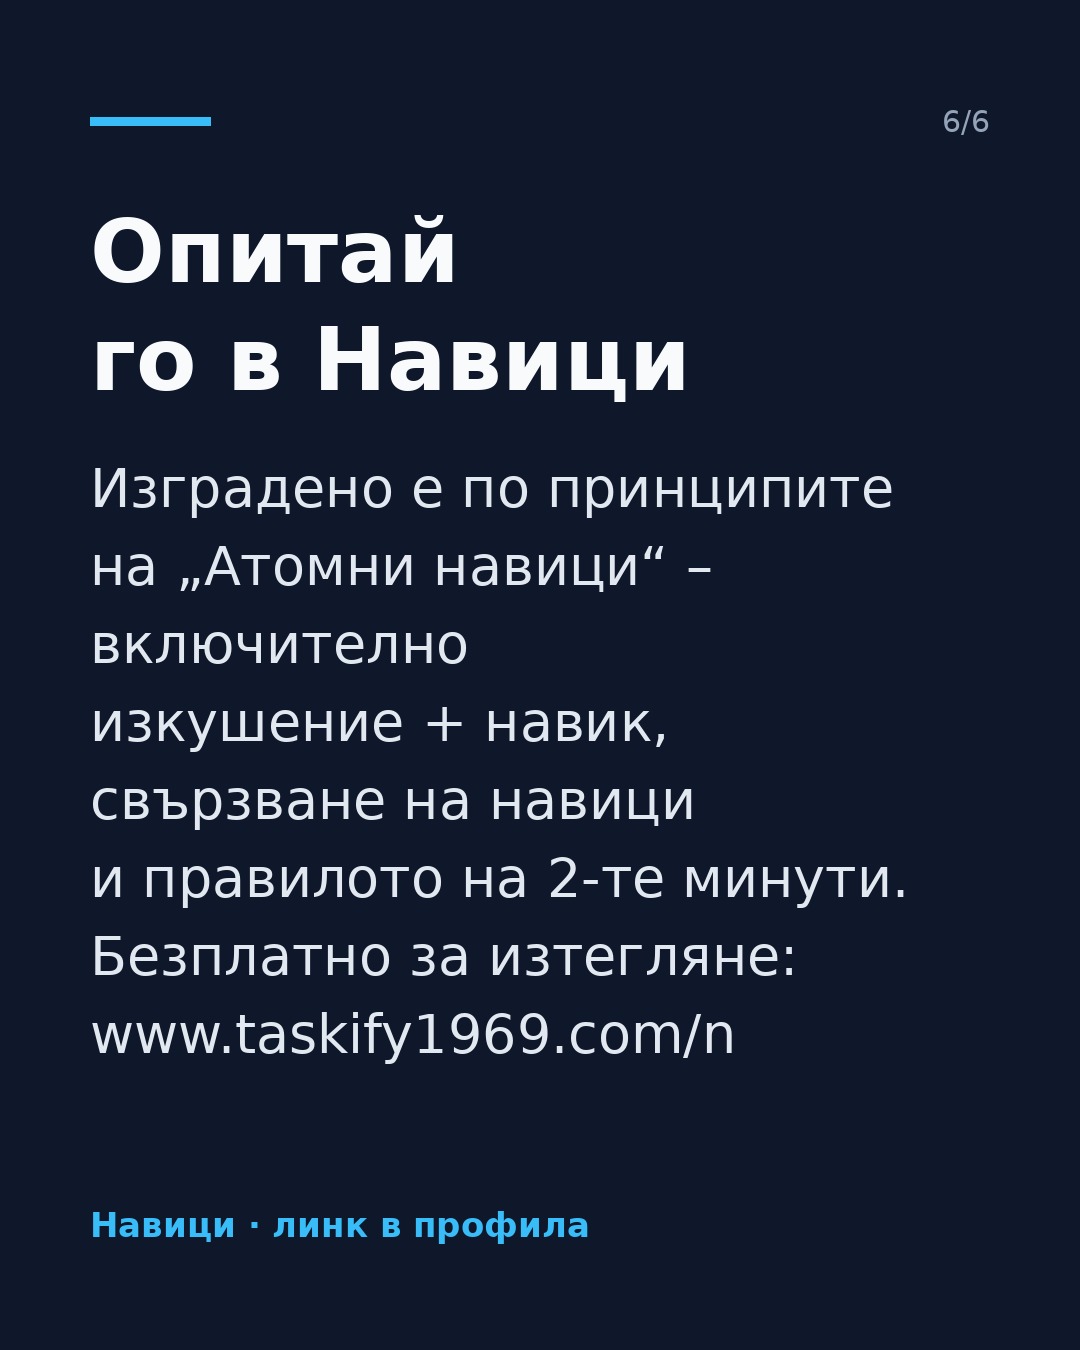 6/6
Опитай
го в Навици
Изградено е по принципите
на „Атомни навици“ –
включително
изкушение + навик,
свързване на навици
и правилото на 2-те минути.
Безплатно за изтегляне:
www.taskify1969.com/n
Навици · линк в профила